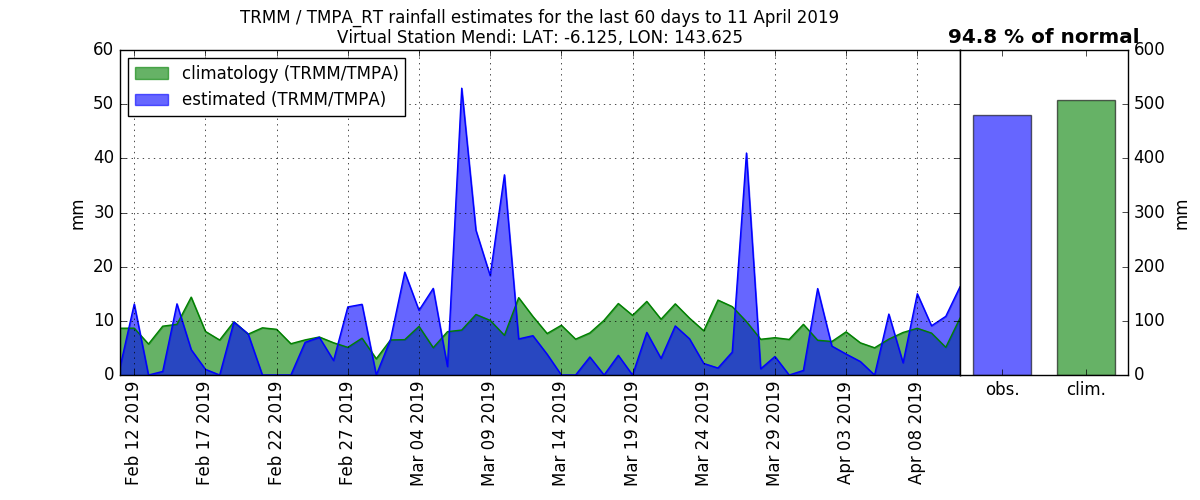 TRMM / TMPA_RT rainfall estimates for the last 60 days to 11 April 2019
Virtual Station Mendi: LAT: -6.125, LON: 143.625
94.8 % of normal
climatology (TRMM/TMPA)
estimated (TRMM/TMPA)
60
50
40
30
20
10
0
mm
Feb 12 2019
Feb 17 2019
Feb 22 2019
Feb 27 2019
Mar 04 2019
Mar 09 2019
Mar 14 2019
Mar 19 2019
Mar 24 2019
Mar 29 2019
Apr 03 2019
Apr 08 2019
600
500
400
300
200
100
0
mm
obs.
clim.